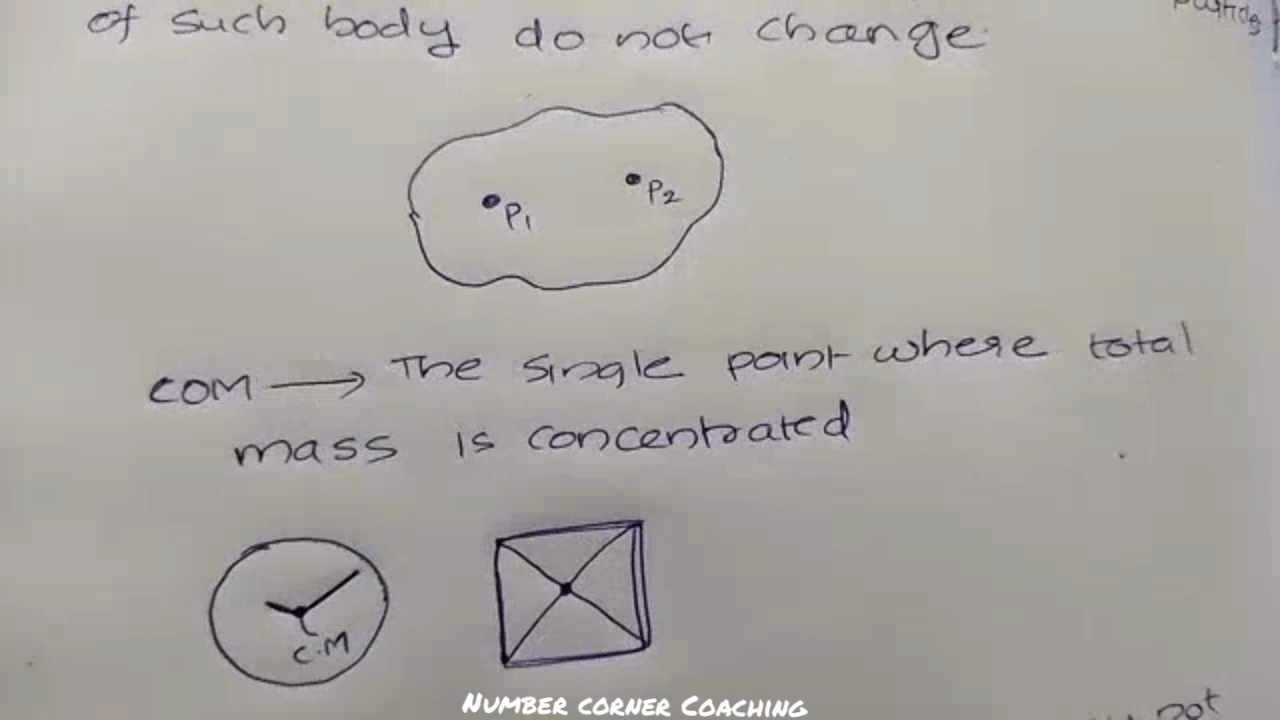 of such body do not change
P1
P2
COM → The single point where total
mass is concentrated
C.M
NUMBER CORNER COACHING